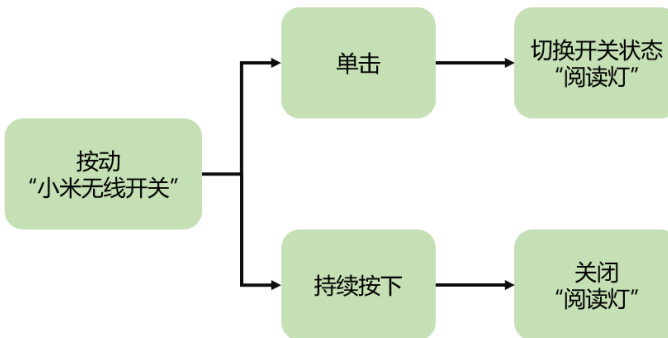 按动
“小米无线开关”
单击
切换开关状态
“阅读灯”
持续按下
关闭
“阅读灯”